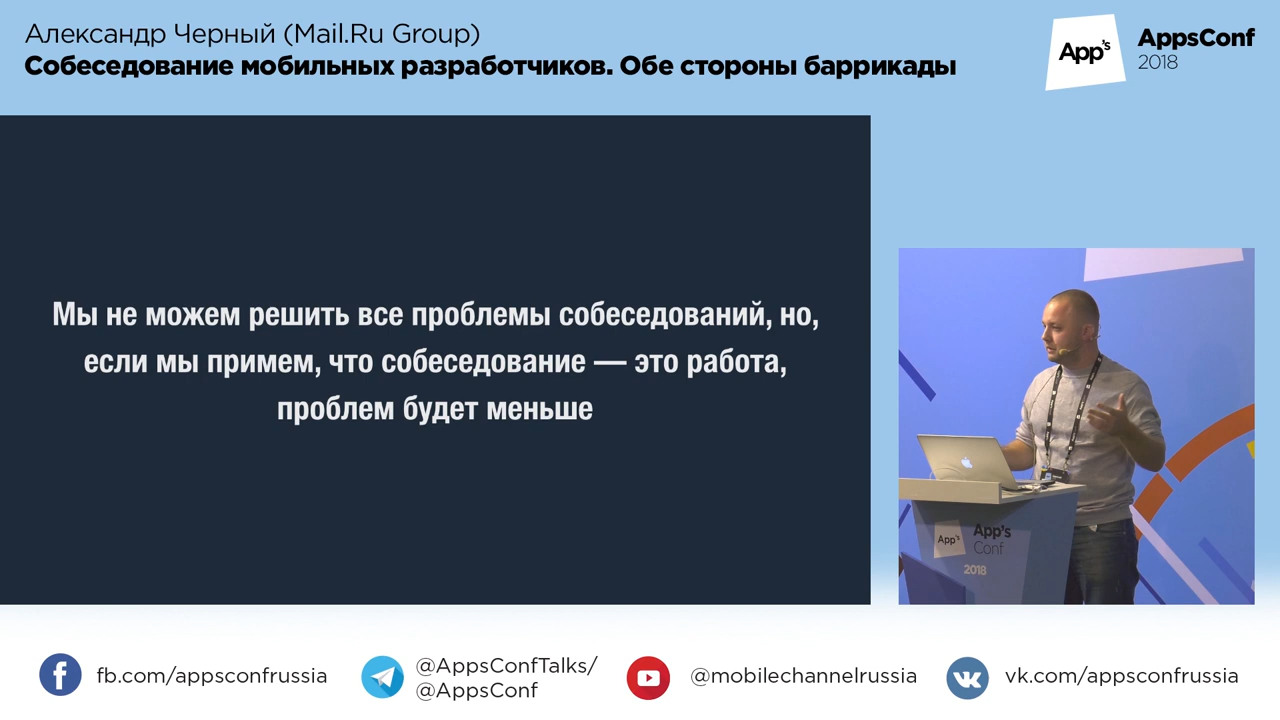 Александр Черный (Mail.Ru Group)
Собеседование мобильных разработчиков. Обе стороны баррикады
App's
AppsConf
2018
Мы не можем решить все проблемы собеседований, но,
если мы примем, что собеседование — это работа,
проблем будет меньше
App's
App's
Conf
2018
fb.com/appsconfrussia
@AppsConfTalks/
@AppsConf
@mobilechannelrussia
vk.com/appsconfrussia